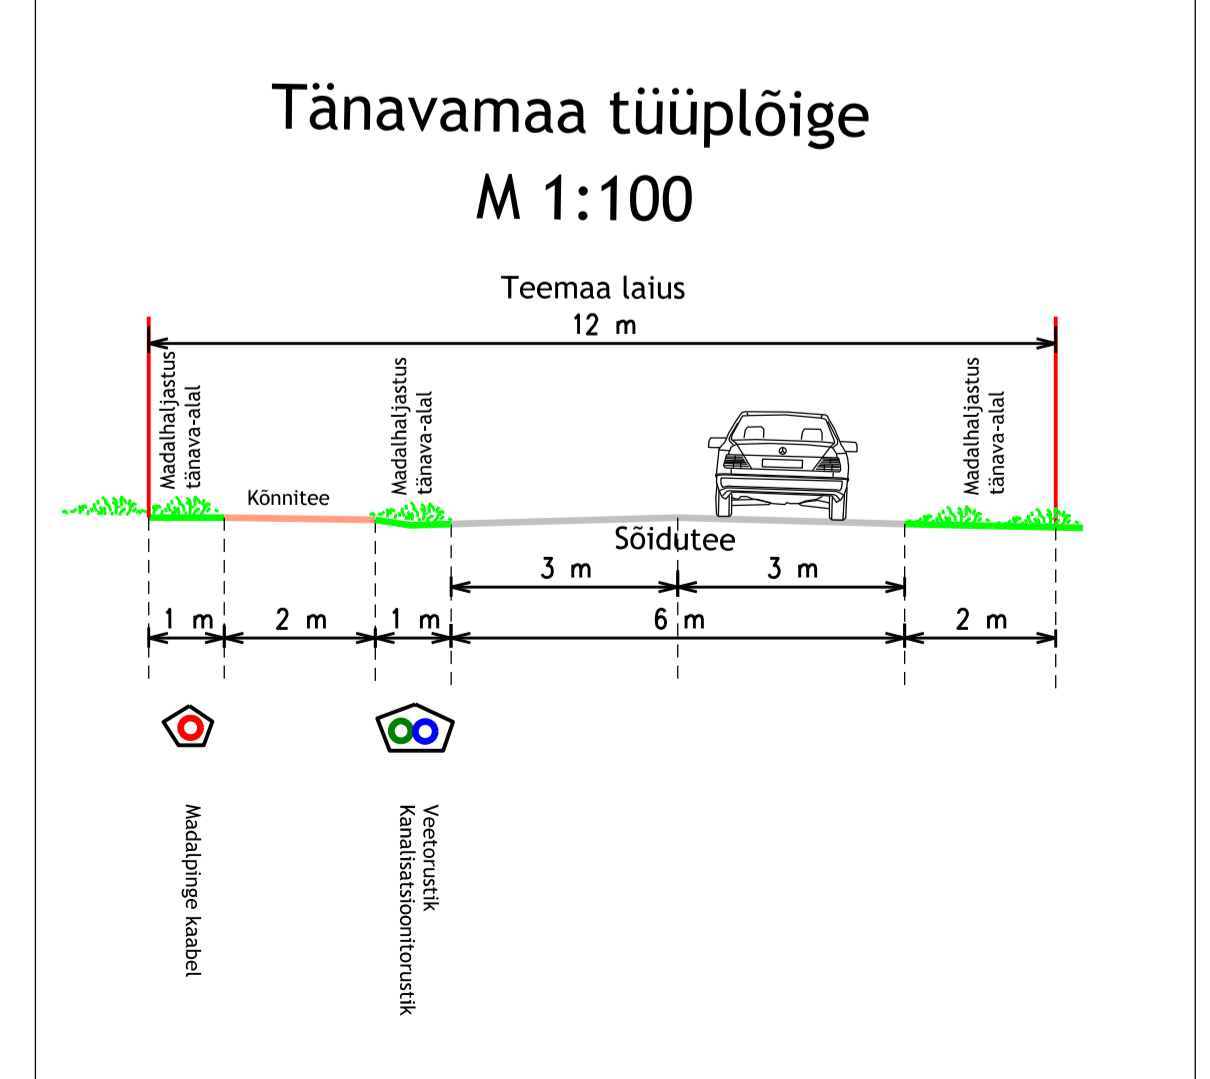 Tänavamaa tüüplõige
M 1:100
Teemaa laius
12 m
Madalhaljastus
tänava-alal
Madalhaljastus
tänava-alal
Madalhaljastus
tänava-alal
Kõnnitee
Sõidutee
3 m
3 m
1 m
2 m
1 m
6 m
2 m
Madalpinge kaabel
Veetorustik
Kanalisatsioonitorustik